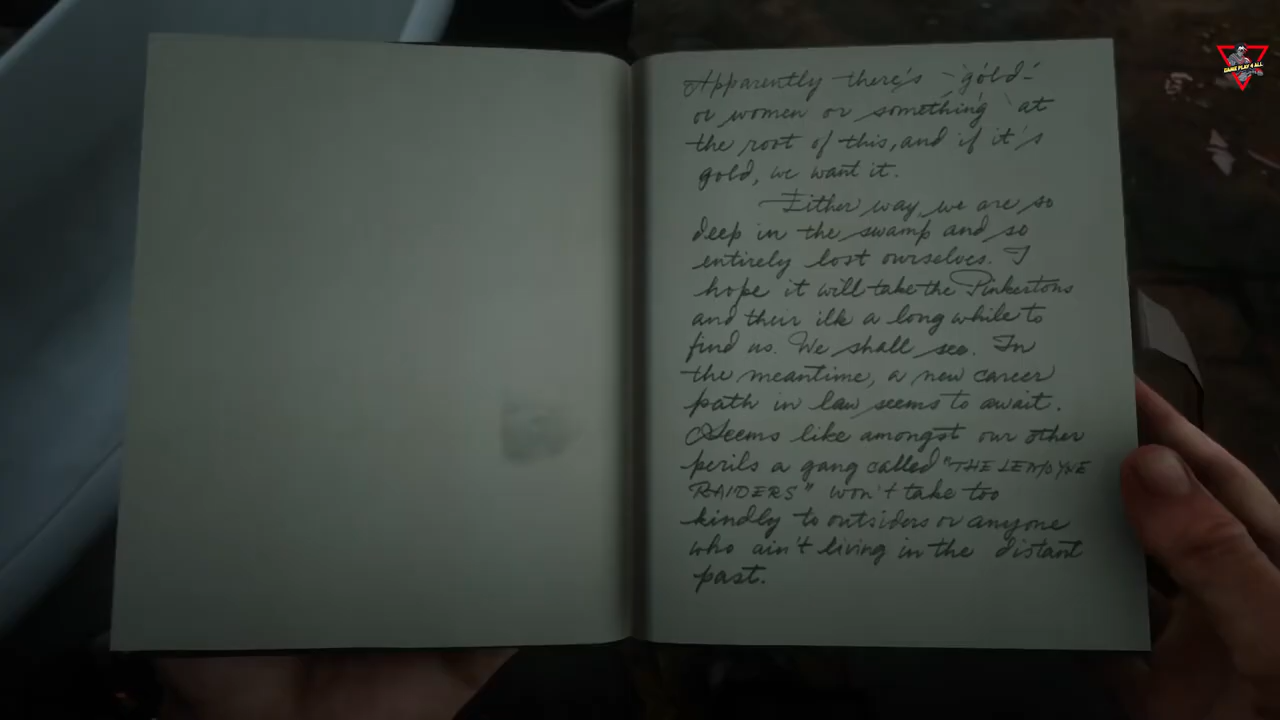 Apparently there's -'gold'-
or women or something at
the root of this, and if it's
gold, we want it.
Either way, we are so
deep in the swamp and so
entirely lost ourselves. I
hope it will take the Pinkertons
and their ilk a long while to
find us. We shall see. In
the meantime, a new career
path in law seems to await.
Seems like amongst our other
perils a gang called "THE LEMOYNE
RAIDERS" won't take too
kindly to outsiders or anyone
who ain't living in the distant
past.
GAME PLAY 4 ALL